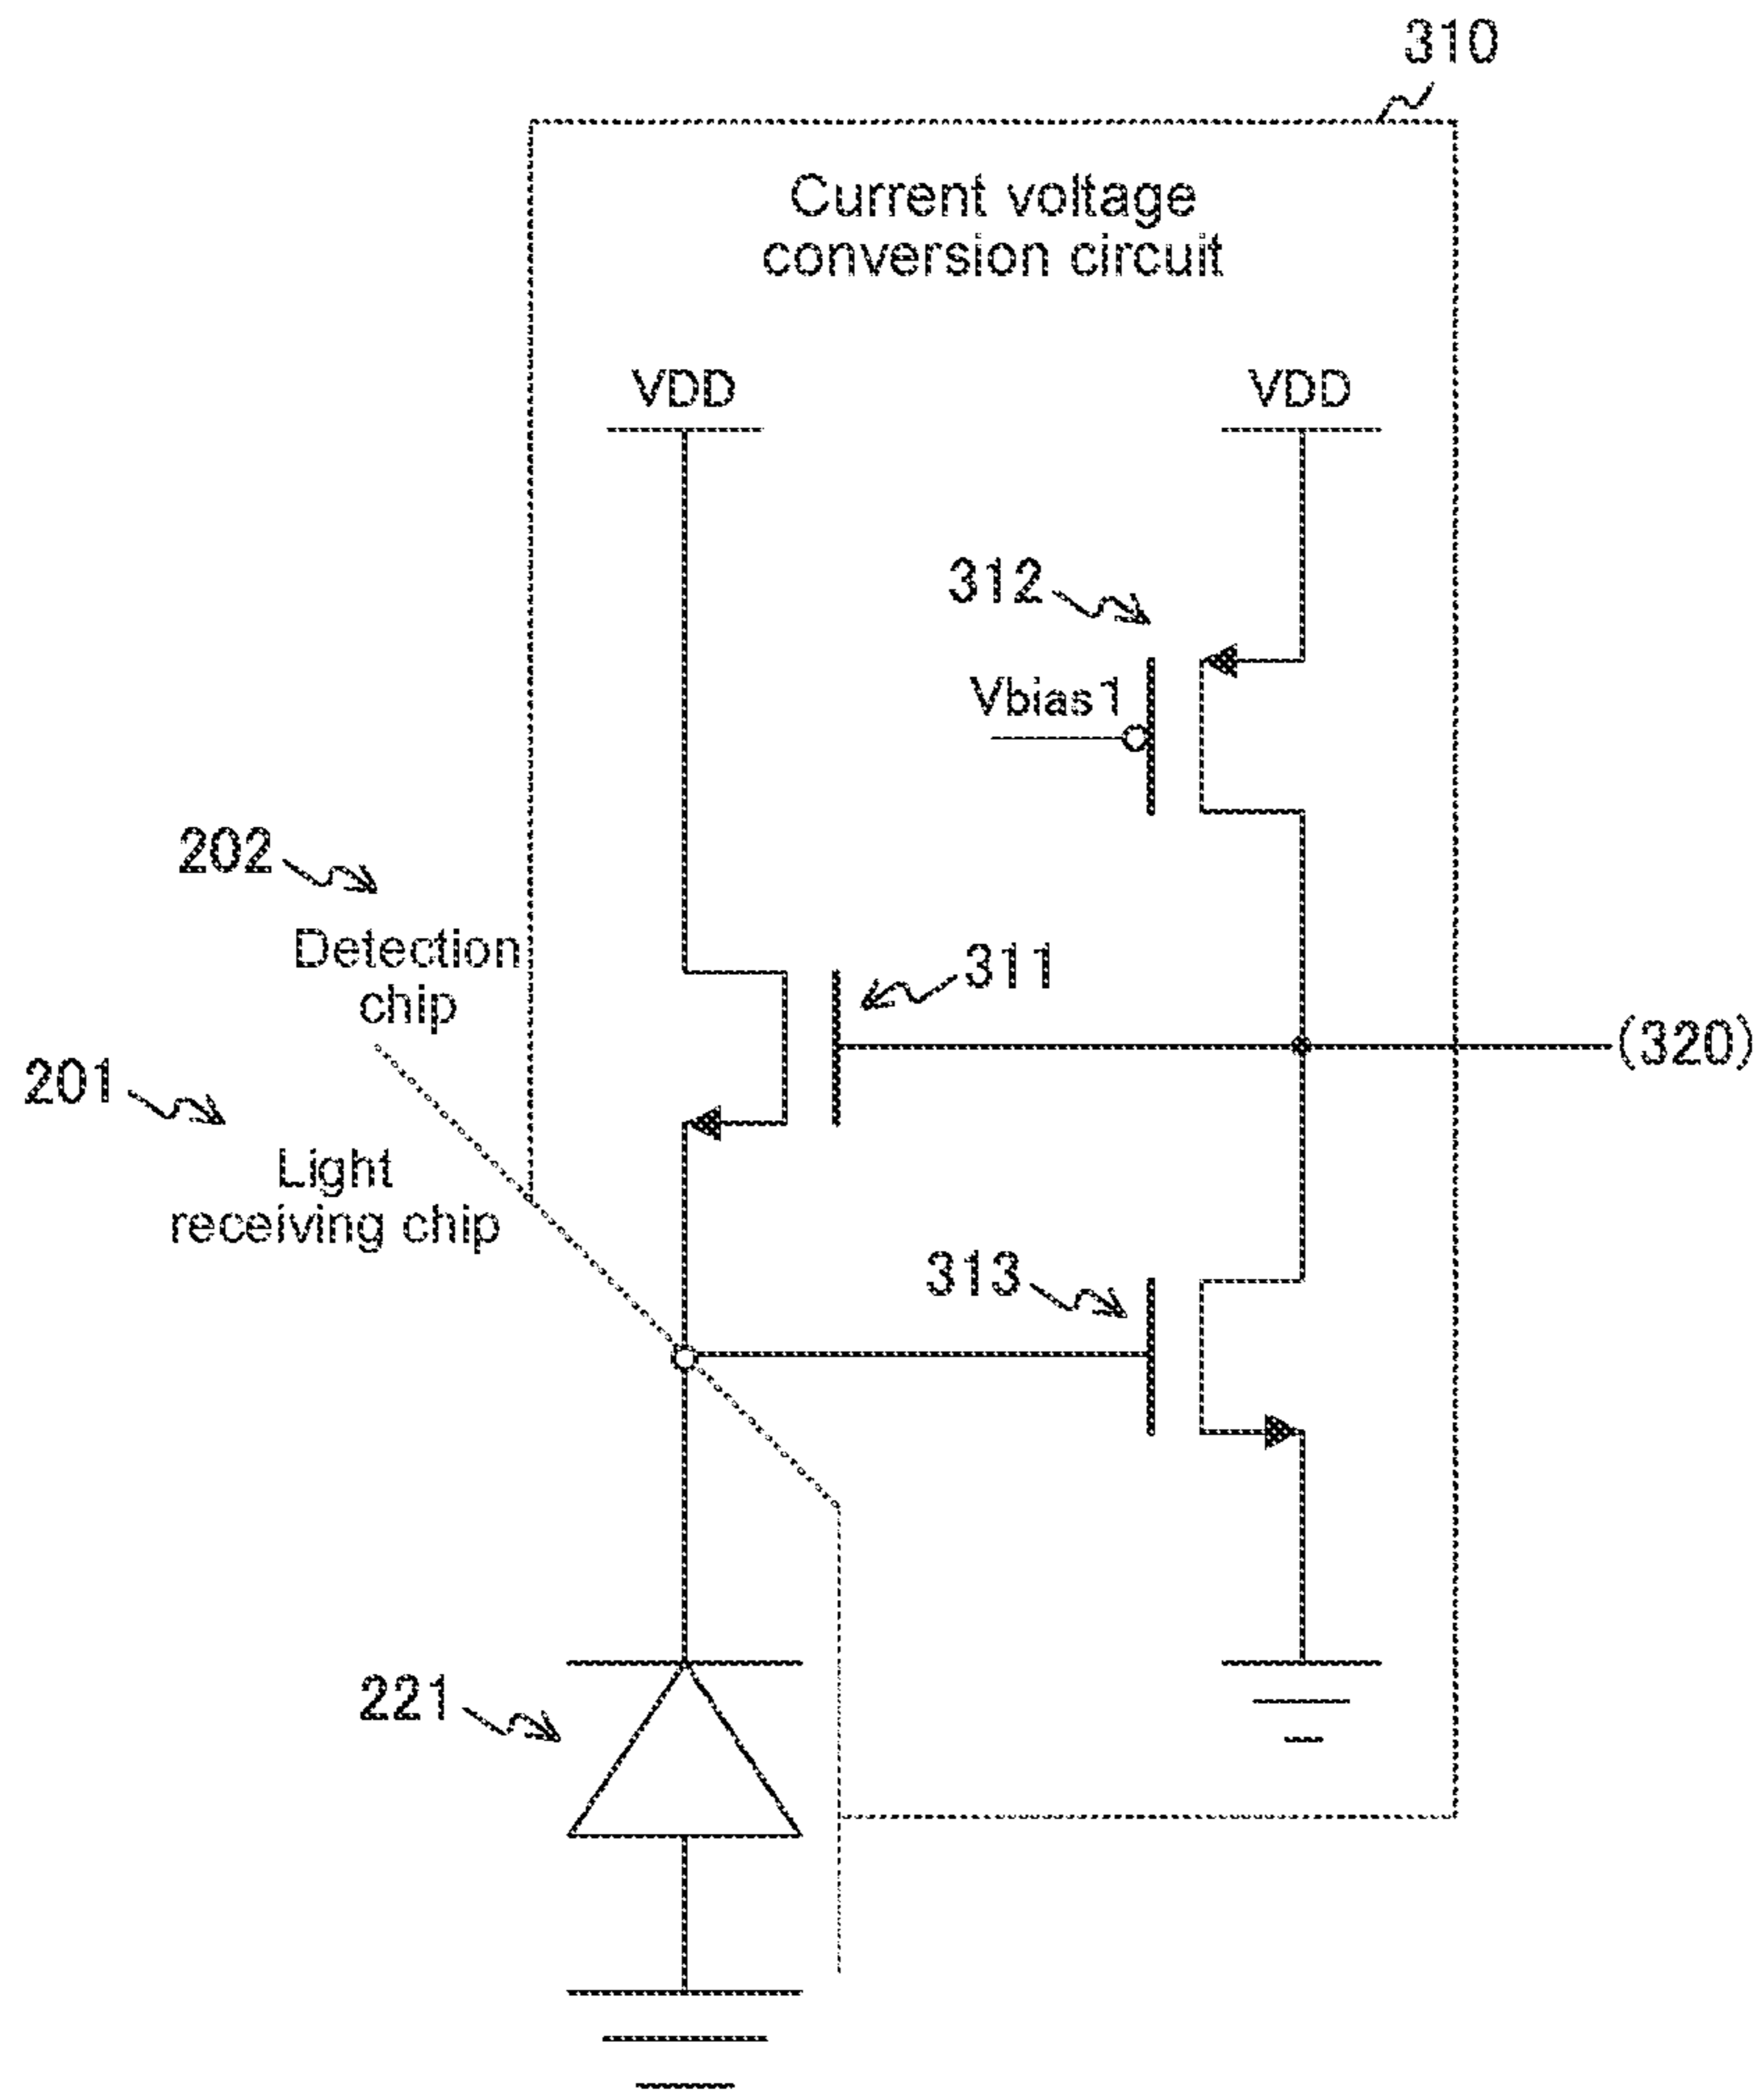 310
Current voltage
conversion circuit
VDD
VDD
312
Vbias1
202
Detection
chip
311
(320)
201
Light
receiving chip
313
221